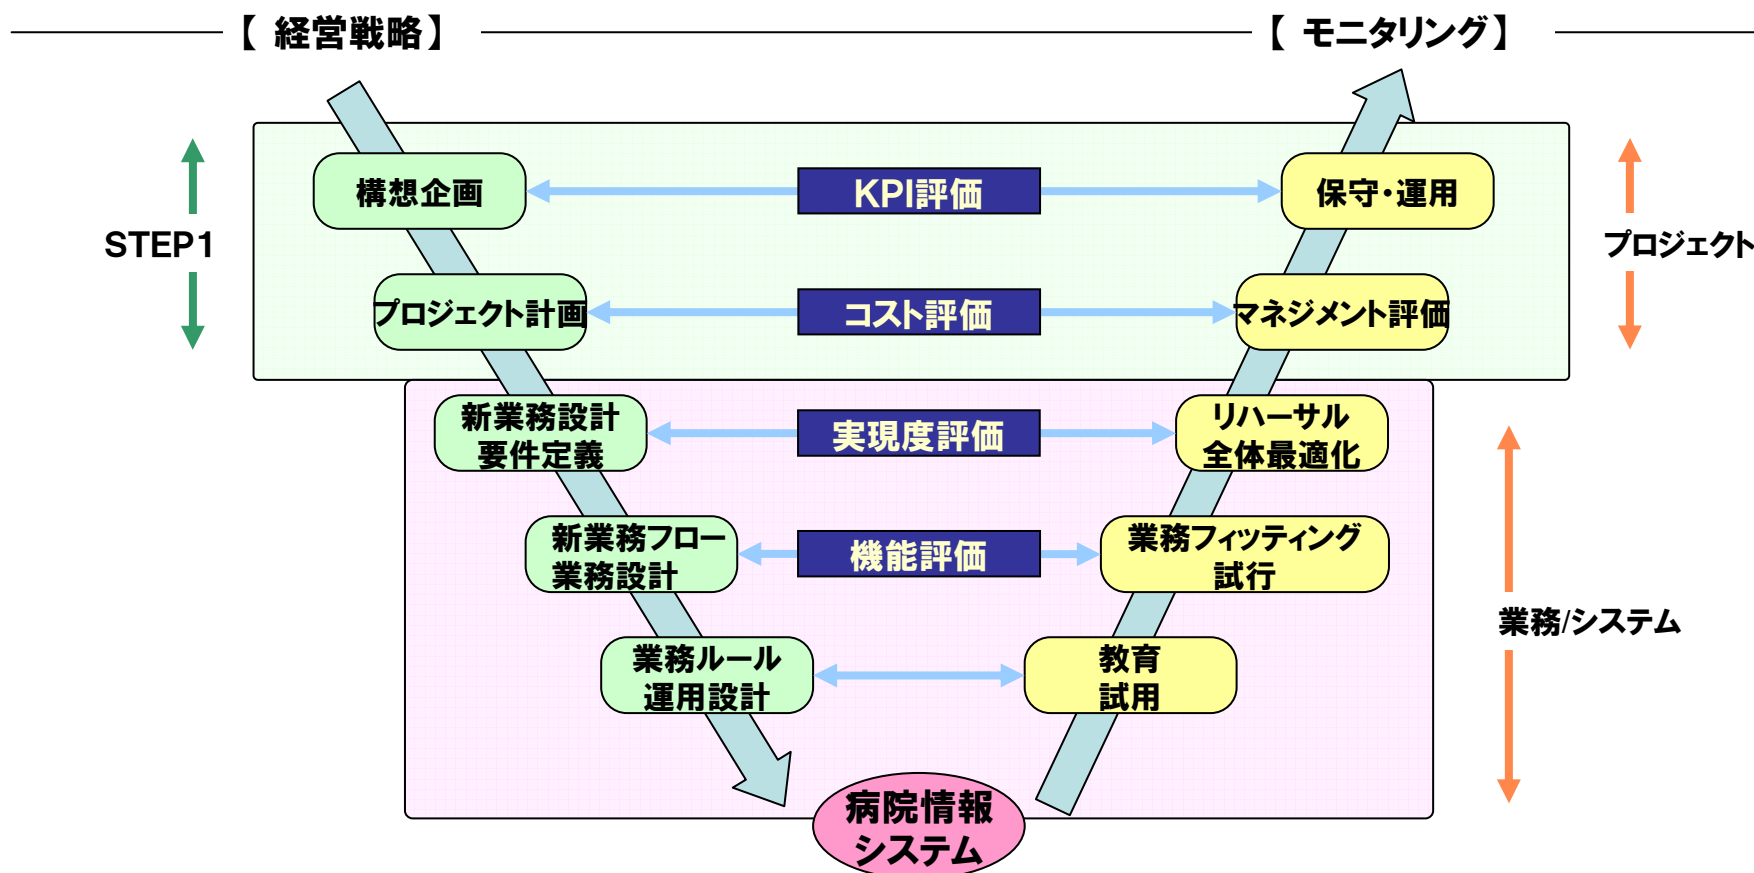 【 経営戦略】
【 モニタリング】
構想企画
KPI評価
保守・運用
STEP1
プロジェクト
プロジェクト計画
コスト評価
マネジメント評価
新業務設計
要件定義
実現度評価
リハーサル
全体最適化
新業務フロー
業務設計
機能評価
業務フィッティング
試行
業務/システム
業務ルール
運用設計
教育
試用
病院情報
システム